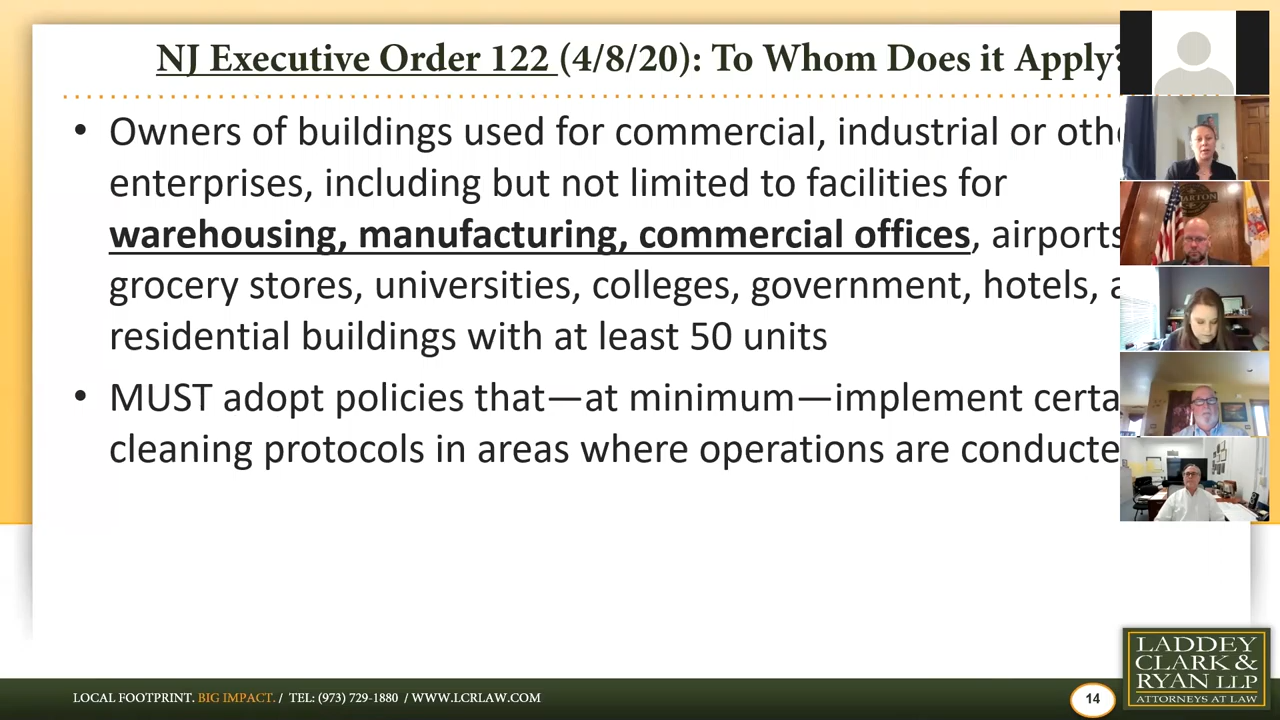 NJ Executive Order 122 (4/8/20): To Whom Does it Apply?
• Owners of buildings used for commercial, industrial or oth
enterprises, including but not limited to facilities for
warehousing, manufacturing, commercial offices, airports
grocery stores, universities, colleges, government, hotels, a
residential buildings with at least 50 units
• MUST adopt policies that—at minimum—implement certa
cleaning protocols in areas where operations are conducte
LOCAL FOOTPRINT. BIG IMPACT. / TEL: (973) 729-1880 / WWW.LCRLAW.COM
14
LADDEY
CLARK &
RYAN LLP
ATTORNEYS AT LAW